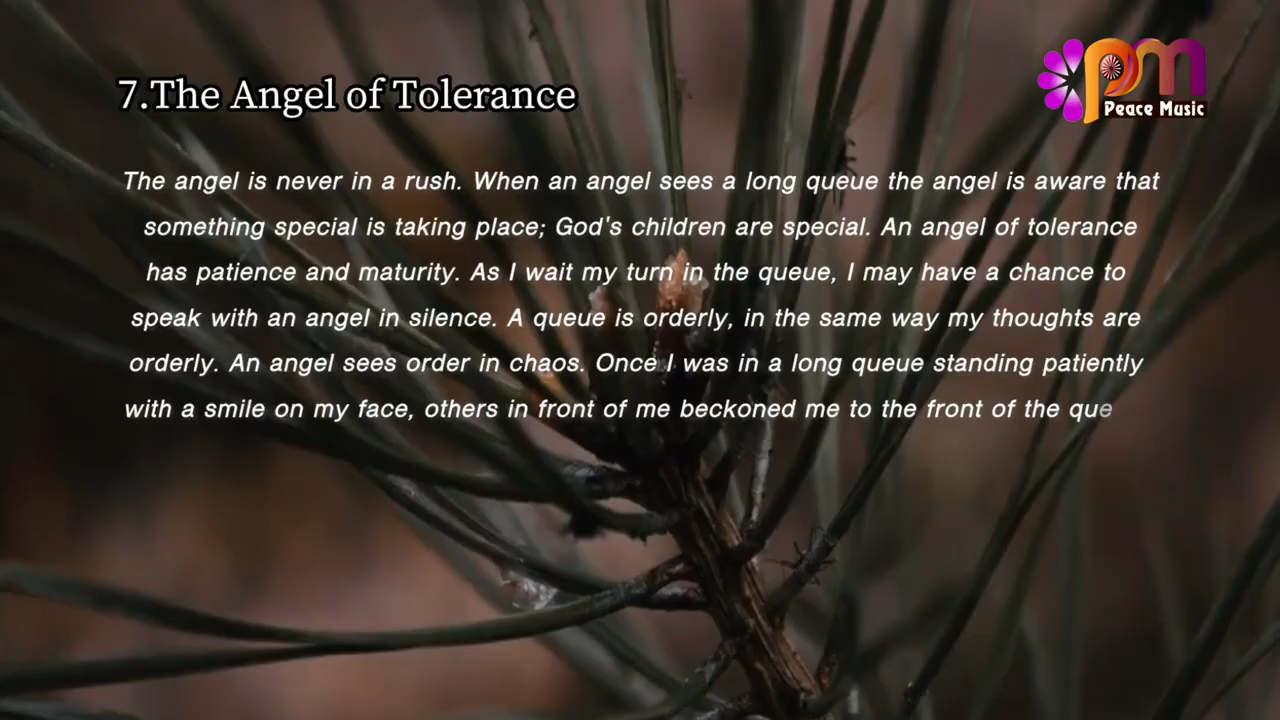 7.The Angel of Tolerance
pm
Peace Music
The angel is never in a rush. When an angel sees a long queue the angel is aware that
something special is taking place; God's children are special. An angel of tolerance
has patience and maturity. As I wait my turn in the queue, I may have a chance to
speak with an angel in silence. A queue is orderly, in the same way my thoughts are
orderly. An angel sees order in chaos. Once I was in a long queue standing patiently
with a smile on my face, others in front of me beckoned me to the front of the que